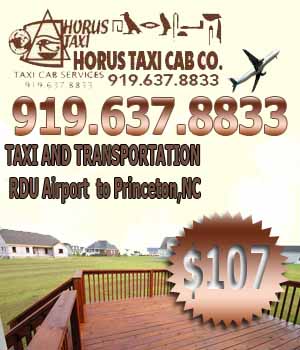 HORUS
TAXI
TAXI CAB SERVICES
919.637.8833
HORUS TAXI CAB CO.
919.637.8833
919.637.8833
TAXI AND TRANSPORTATION
RDU Airport to Princeton,NC
$107